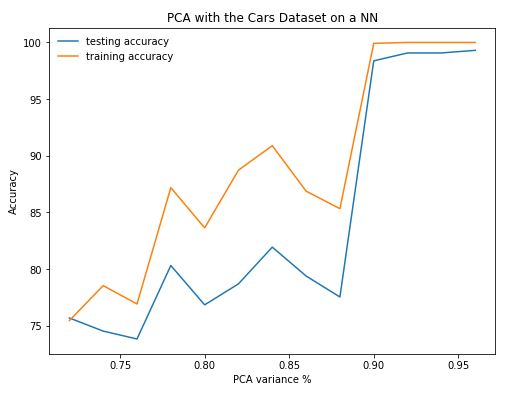 PCA with the Cars Dataset on a NN
testing accuracy
training accuracy
100
95
90
85
80
75
Accuracy
0.75 0.80 0.85 0.90 0.95
PCA variance %